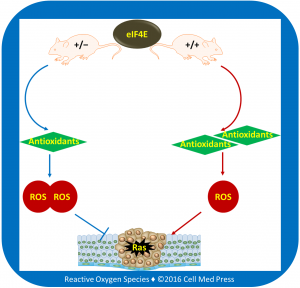 eIF4E
+/− +/+
Antioxidants Antioxidants
Antioxidants
ROS ROS ROS
Ras
Reactive Oxygen Species ♦ ©2016 Cell Med Press